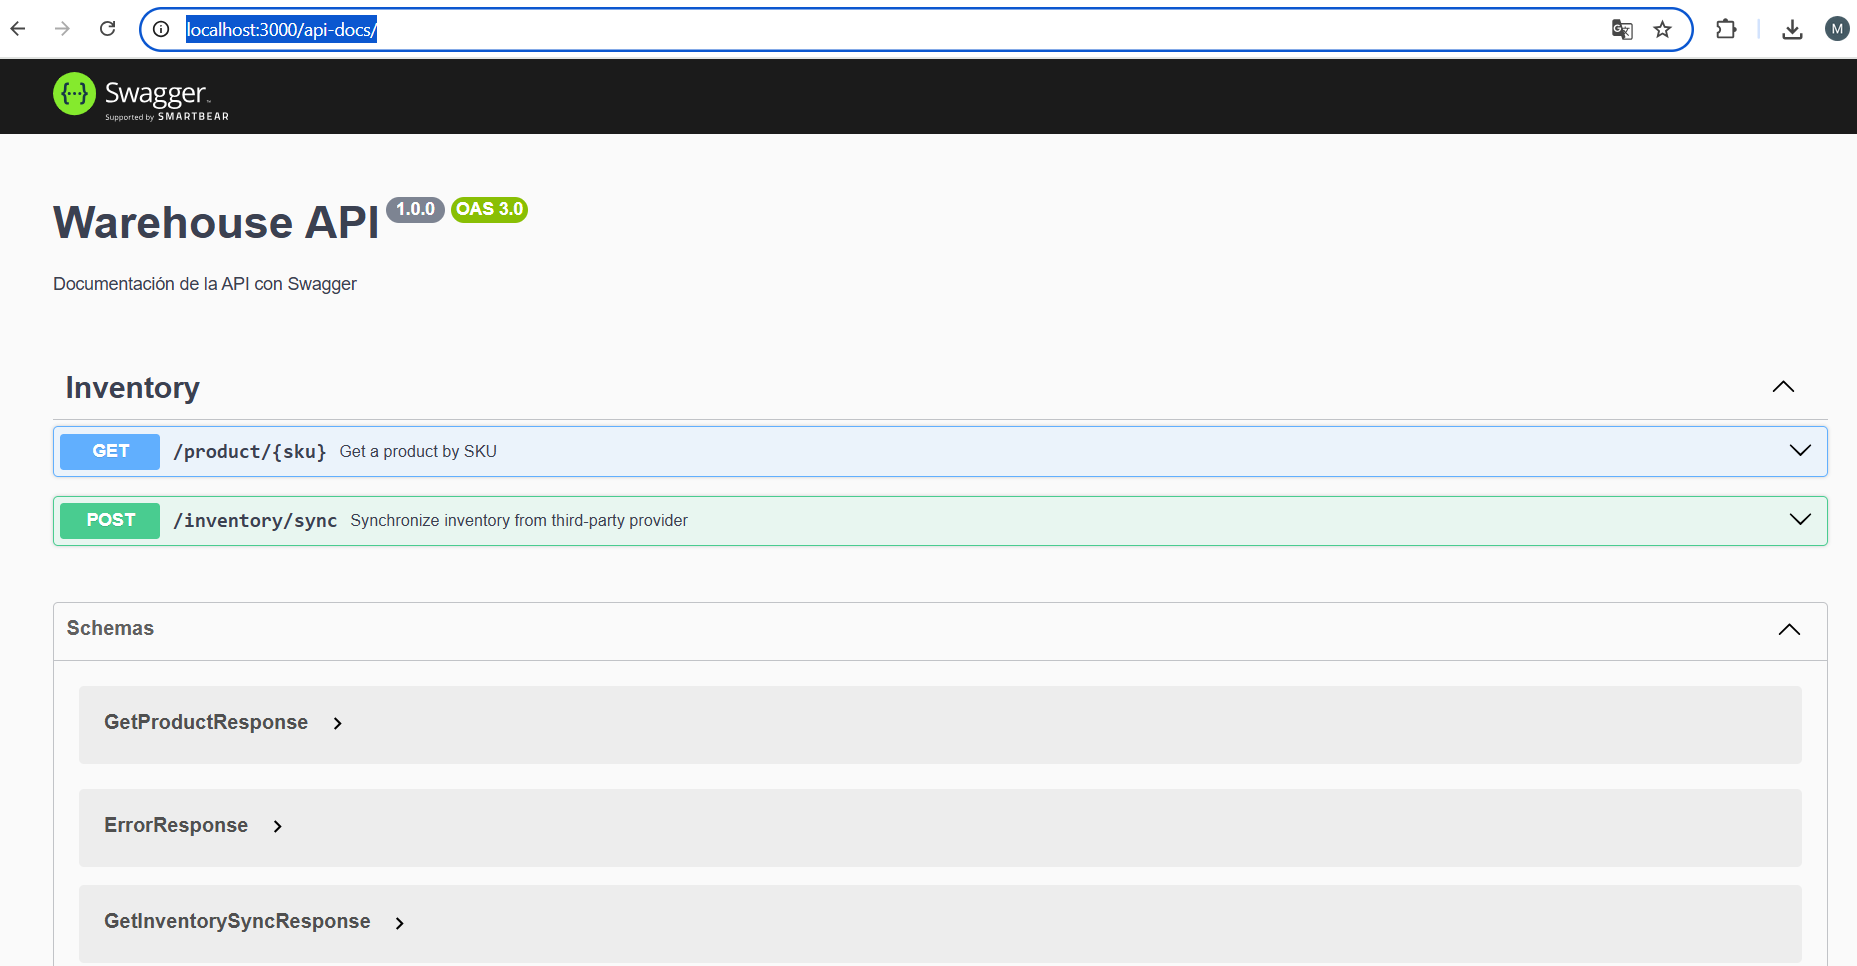 localhost:3000/api-docs/
M
{···} Swagger™
Supported by SMARTBEAR
Warehouse API 1.0.0 OAS 3.0
Documentación de la API con Swagger
Inventory
GET /product/{sku} Get a product by SKU
POST /inventory/sync Synchronize inventory from third-party provider
Schemas
GetProductResponse
ErrorResponse
GetInventorySyncResponse